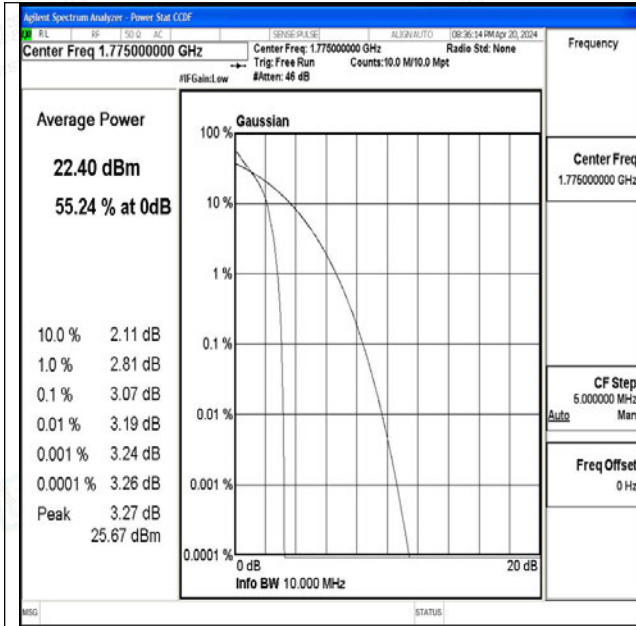 Agilent Spectrum Analyzer - Power Stat CCDF
RL RF 50 Ω AC SENSE:PULSE ALIGN AUTO 08:36:14 PM Apr 20, 2024
Center Freq 1.775000000 GHz
Center Freq: 1.775000000 GHz Radio Std: None
Trig: Free Run Counts:10.0 M/10.0 Mpt
#IFGain:Low #Atten: 46 dB
Frequency
Average Power
22.40 dBm
55.24 % at 0dB
10.0 % 2.11 dB
1.0 % 2.81 dB
0.1 % 3.07 dB
0.01 % 3.19 dB
0.001 % 3.24 dB
0.0001 % 3.26 dB
Peak 3.27 dB
25.67 dBm
Gaussian
100 %
10 %
1 %
0.1 %
0.01 %
0.001 %
0.0001 %
0 dB 20 dB
Info BW 10.000 MHz
Center Freq
1.775000000 GHz
CF Step
5.000000 MHz
Auto Man
Freq Offset
0 Hz
MSG STATUS